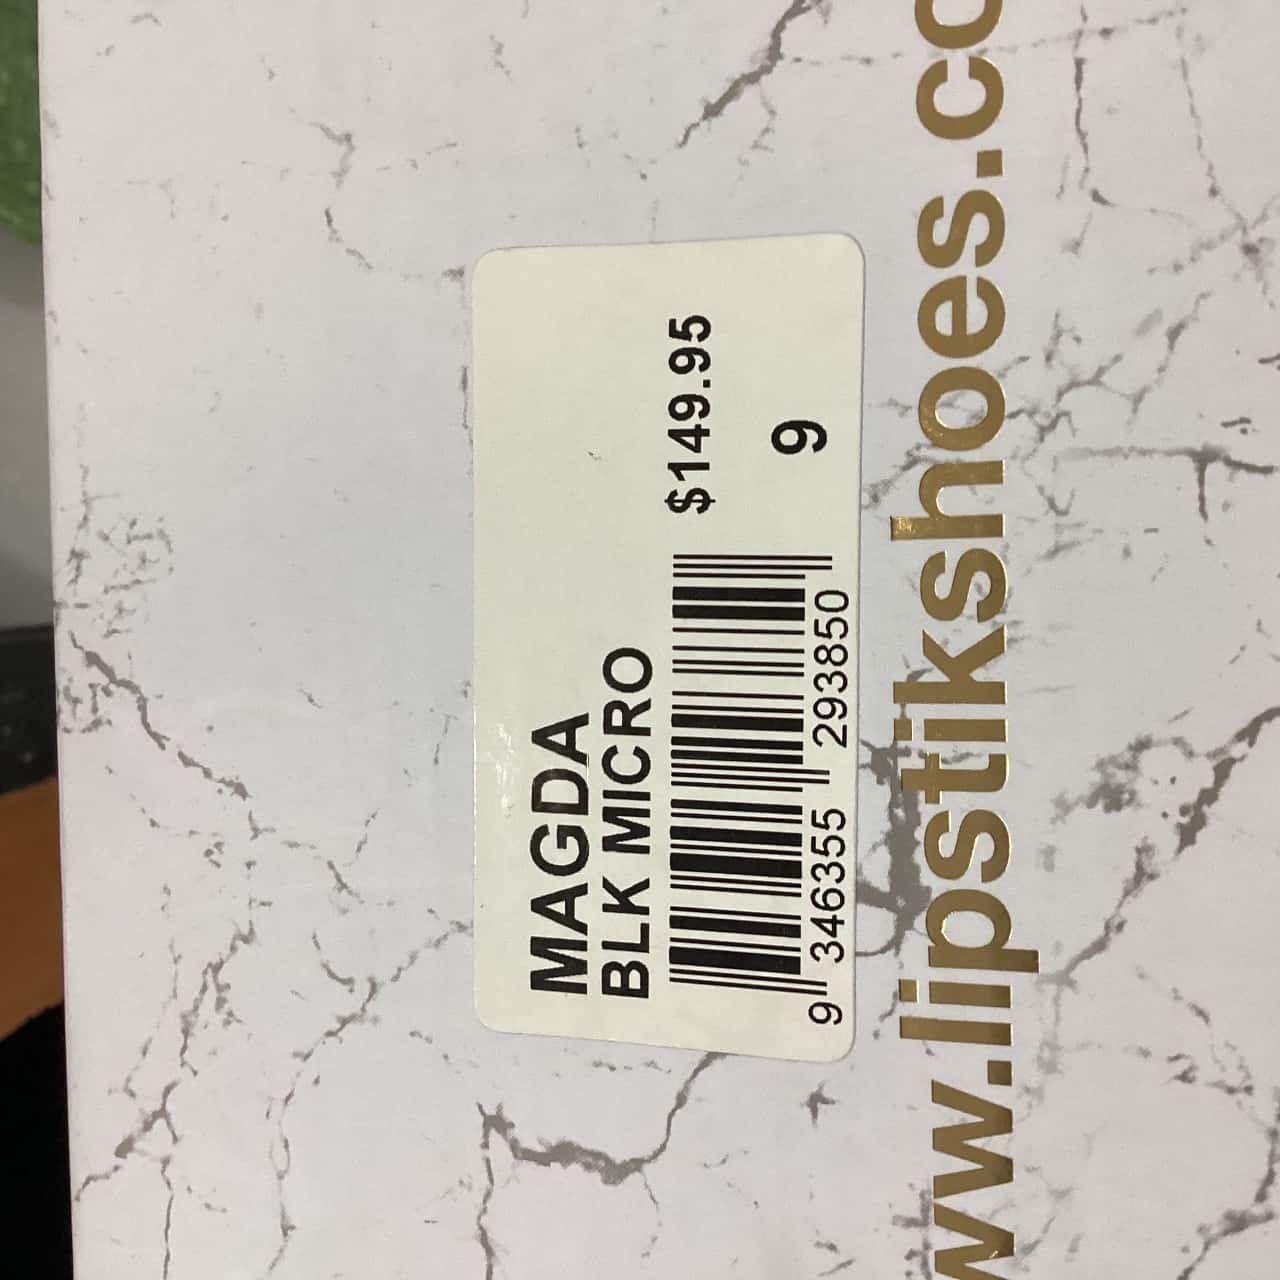 MAGDA
BLK MICRO
$149.95
9
9 346355 293850
www.lipstikshoes.co